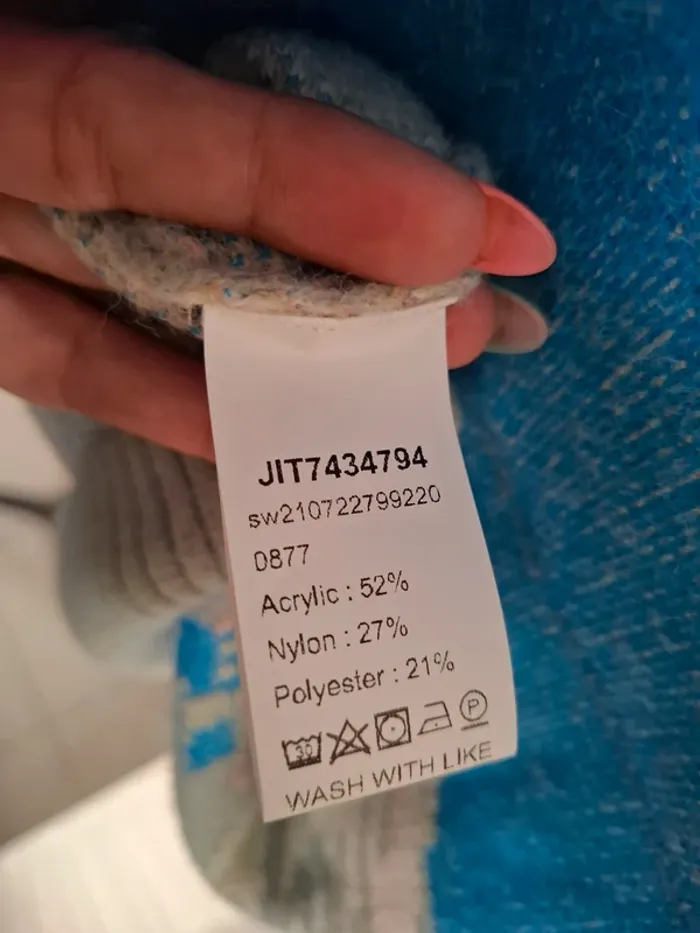 JIT7434794
sw210722799220
0877
Acrylic : 52%
Nylon : 27%
Polyester : 21%
30 P
WASH WITH LIKE